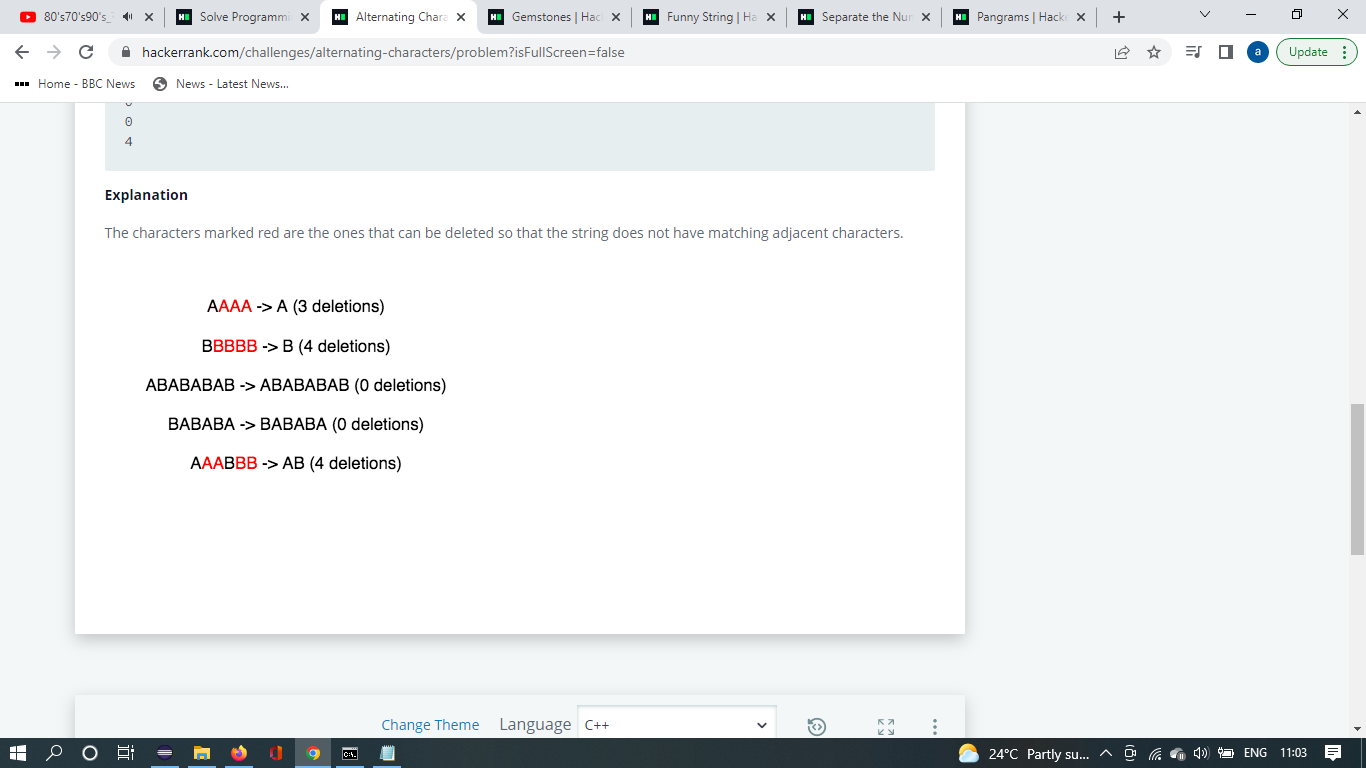 80's70's90's_
Solve Programmi
Alternating Chara
Gemstones | Hac
Funny String | Ha
Separate the Nu
Pangrams | Hack
hackerrank.com/challenges/alternating-characters/problem?isFullScreen=false
a
Update
Home - BBC News
News - Latest News...
0
4
Explanation
The characters marked red are the ones that can be deleted so that the string does not have matching adjacent characters.
AAAA -> A (3 deletions)
BBBBB -> B (4 deletions)
ABABABAB -> ABABABAB (0 deletions)
BABABA -> BABABA (0 deletions)
AAABBB -> AB (4 deletions)
Change Theme Language C++
24°C Partly su... ENG 11:03